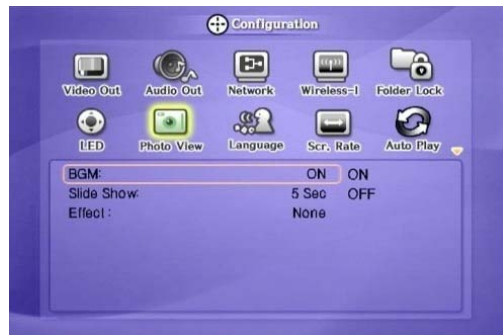 Configuration
Video Out Audio Out Network Wireless-1 Folder Lock
LED Photo View Language Scr. Rate Auto Play
BGM: ON ON
Slide Show: 5 Sec OFF
Effect : None